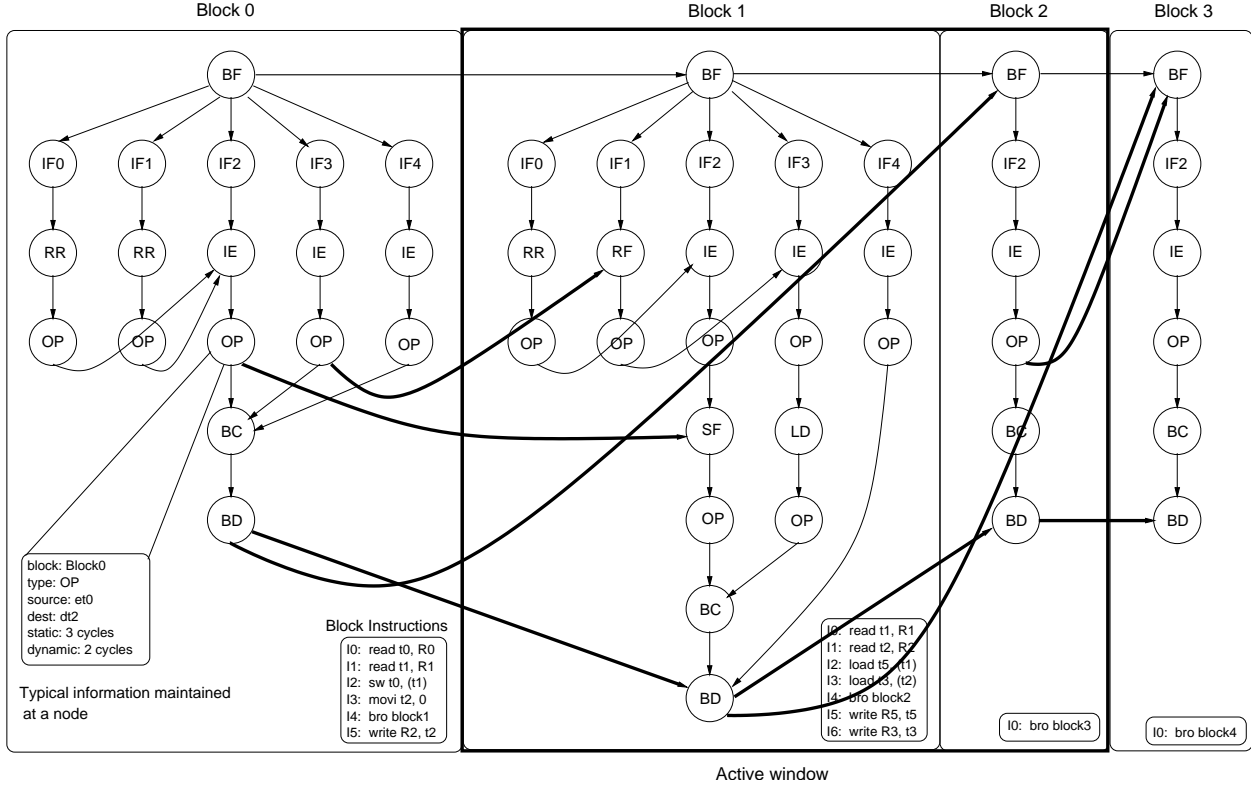 Block 0 Block 1 Block 2 Block 3
BF BF BF BF
IF0 IF1 IF2 IF3 IF4 IF0 IF1 IF2 IF3 IF4 IF2 IF2
RR RR IE IE IE RR RF IE IE IE IE IE
OP OP OP OP OP OP OP OP OP OP OP OP
BC SF LD BC BC
BD OP OP BD BD
block: Block0
type: OP
source: et0
dest: dt2
static: 3 cycles
dynamic: 2 cycles
Typical information maintained
at a node
Block Instructions
I0: read t0, R0
I1: read t1, R1
I2: sw t0, (t1)
I3: movi t2, 0
I4: bro block1
I5: write R2, t2
BC
BD
I0: read t1, R1
I1: read t2, R2
I2: load t5, (t1)
I3: load t3, (t2)
I4: bro block2
I5: write R5, t5
I6: write R3, t3
I0: bro block3
I0: bro block4
Active window